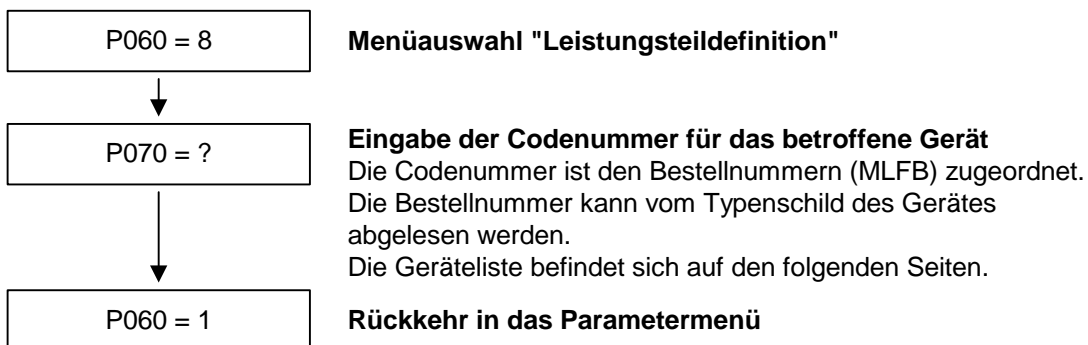 P060 = 8
Menüauswahl "Leistungsteildefinition"
P070 = ?
Eingabe der Codenummer für das betroffene Gerät
Die Codenummer ist den Bestellnummern (MLFB) zugeordnet.
Die Bestellnummer kann vom Typenschild des Gerätes
abgelesen werden.
Die Geräteliste befindet sich auf den folgenden Seiten.
P060 = 1
Rückkehr in das Parametermenü